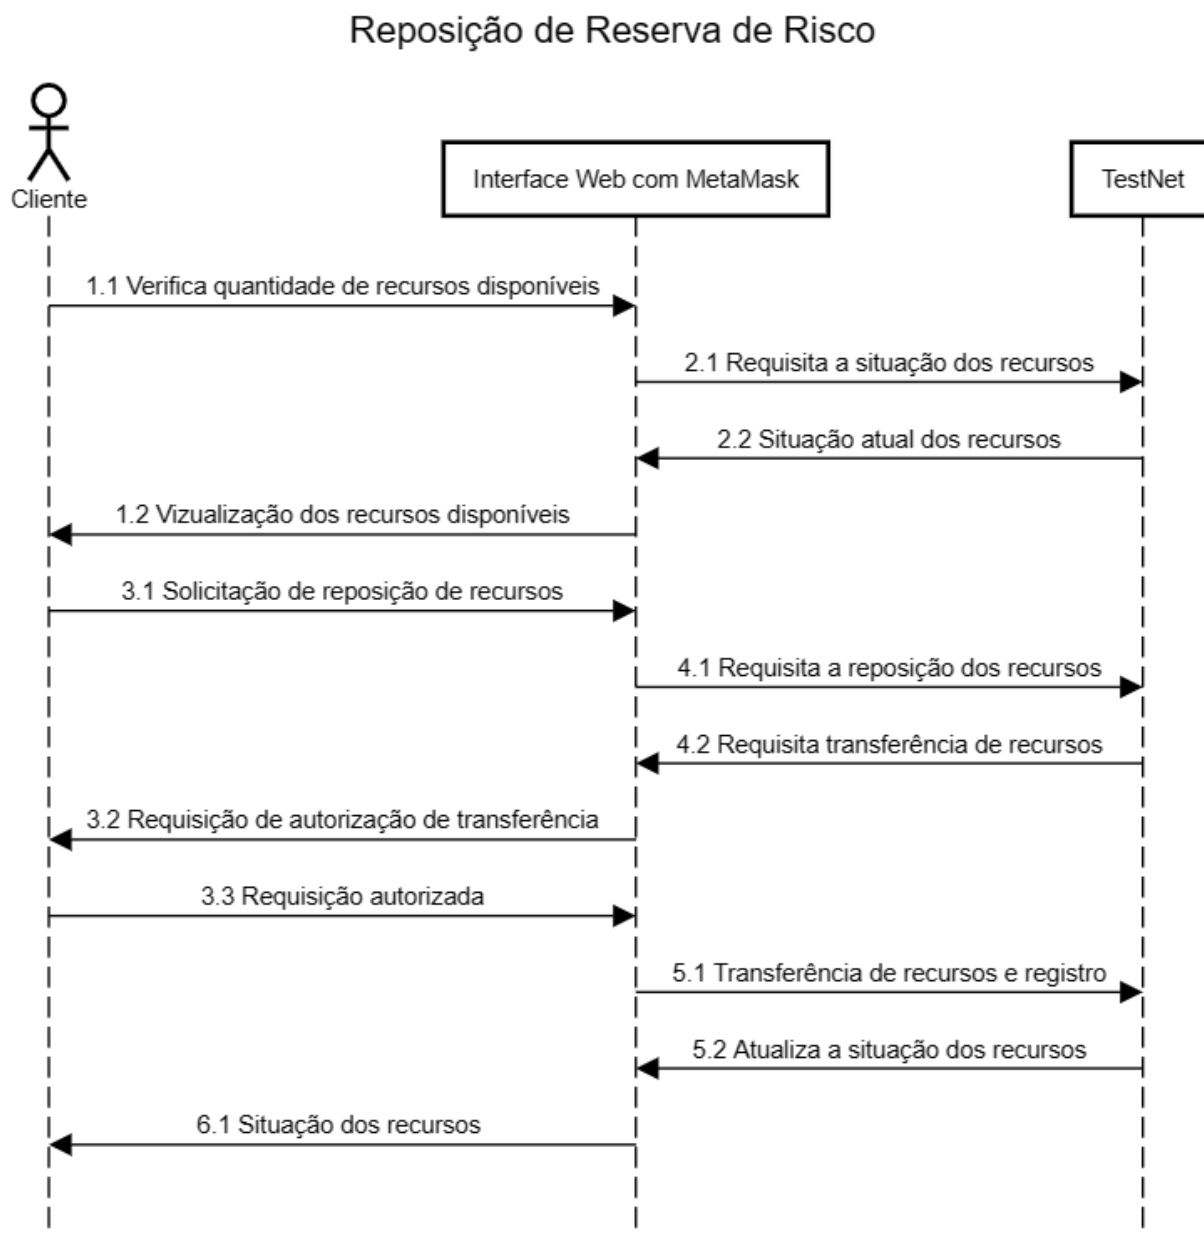 Reposição de Reserva de Risco
Cliente
Interface Web com MetaMask
TestNet
1.1 Verifica quantidade de recursos disponíveis
2.1 Requisita a situação dos recursos
2.2 Situação atual dos recursos
1.2 Vizualização dos recursos disponíveis
3.1 Solicitação de reposição de recursos
4.1 Requisita a reposição dos recursos
4.2 Requisita transferência de recursos
3.2 Requisição de autorização de transferência
3.3 Requisição autorizada
5.1 Transferência de recursos e registro
5.2 Atualiza a situação dos recursos
6.1 Situação dos recursos